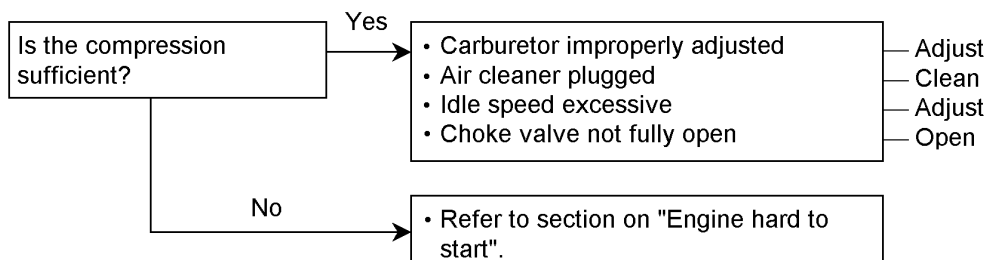 Yes
Is the compression
sufficient?
• Carburetor improperly adjusted
Adjust
• Air cleaner plugged
Clean
• Idle speed excessive
Adjust
• Choke valve not fully open
Open
No
• Refer to section on "Engine hard to
start".